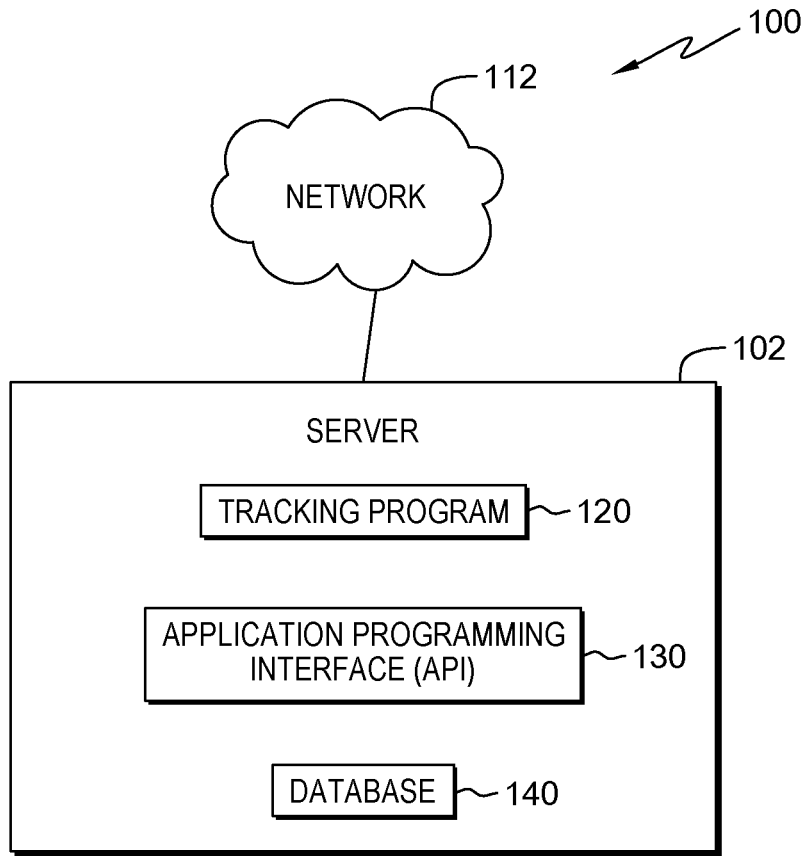 100
112
NETWORK
102
SERVER
TRACKING PROGRAM 120
APPLICATION PROGRAMMING
INTERFACE (API) 130
DATABASE 140